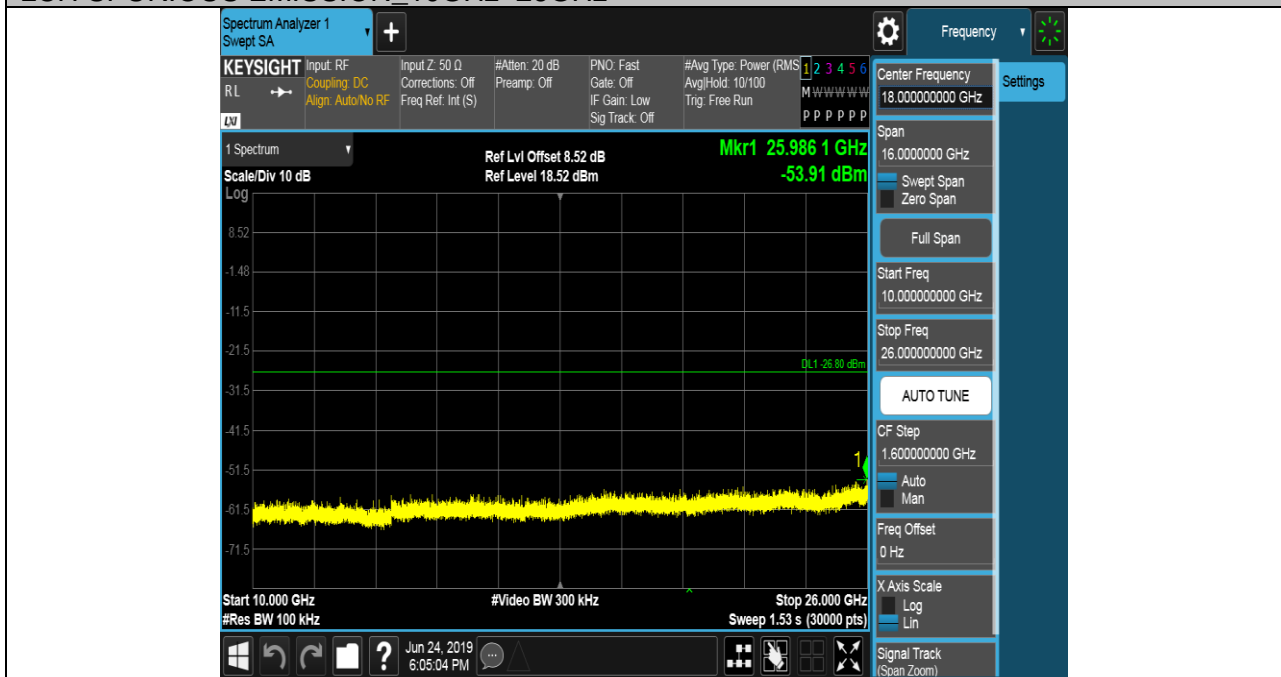 Spectrum Analyzer 1
Swept SA
+
Frequency
KEYSIGHT
RL
LXI
Input: RF
Coupling: DC
Align: Auto/No RF
Input Z: 50 Ω
Corrections: Off
Freq Ref: Int (S)
#Atten: 20 dB
Preamp: Off
PNO: Fast
Gate: Off
IF Gain: Low
Sig Track: Off
#Avg Type: Power (RMS
Avg|Hold: 10/100
Trig: Free Run
1 2 3 4 5 6
M W W W W W
P P P P P P
1 Spectrum
Scale/Div 10 dB
Log
Ref Lvl Offset 8.52 dB
Ref Level 18.52 dBm
Mkr1 25.986 1 GHz
-53.91 dBm
8.52
-1.48
-11.5
-21.5
DL1 -26.80 dBm
-31.5
-41.5
1
-51.5
-61.5
-71.5
Start 10.000 GHz
#Res BW 100 kHz
#Video BW 300 kHz
Stop 26.000 GHz
Sweep 1.53 s (30000 pts)
?
Jun 24, 2019
6:05:04 PM
Center Frequency
18.000000000 GHz
Settings
Span
16.0000000 GHz
Swept Span
Zero Span
Full Span
Start Freq
10.000000000 GHz
Stop Freq
26.000000000 GHz
AUTO TUNE
CF Step
1.600000000 GHz
Auto
Man
Freq Offset
0 Hz
X Axis Scale
Log
Lin
Signal Track
(Span Zoom)